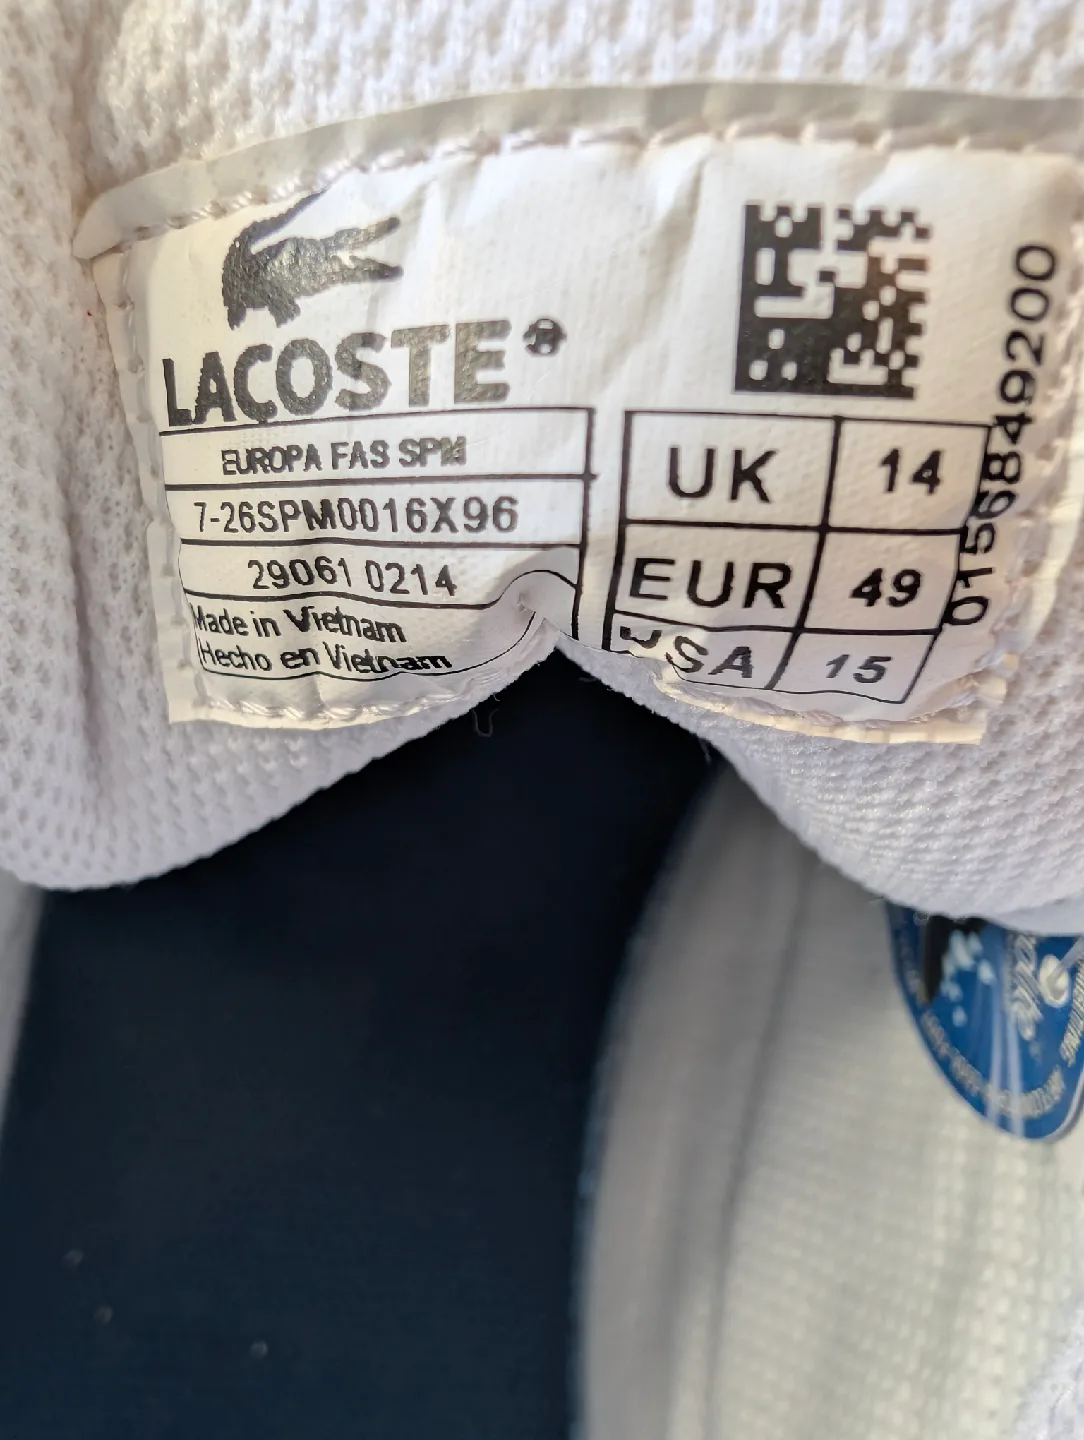 LACOSTE®
EUROPA FAS SPM
7-26SPM0016X96
29061 0214
Made in Vietnam
/Hecho en Vietnam
UK 14
EUR 49
USA 15
0156849200